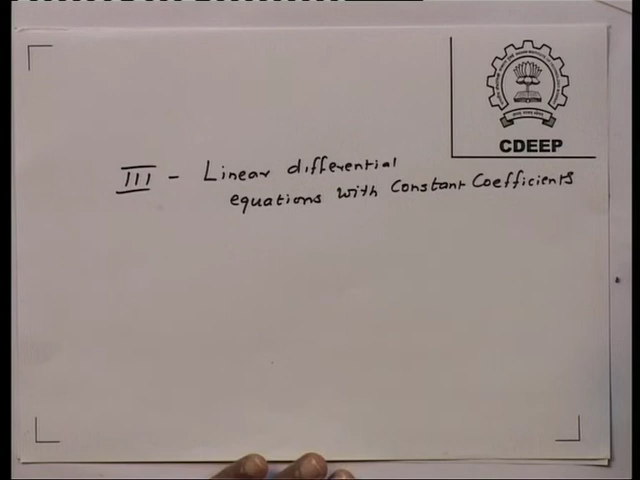 CDEEP
III - Linear differential
equations with Constant Coefficients